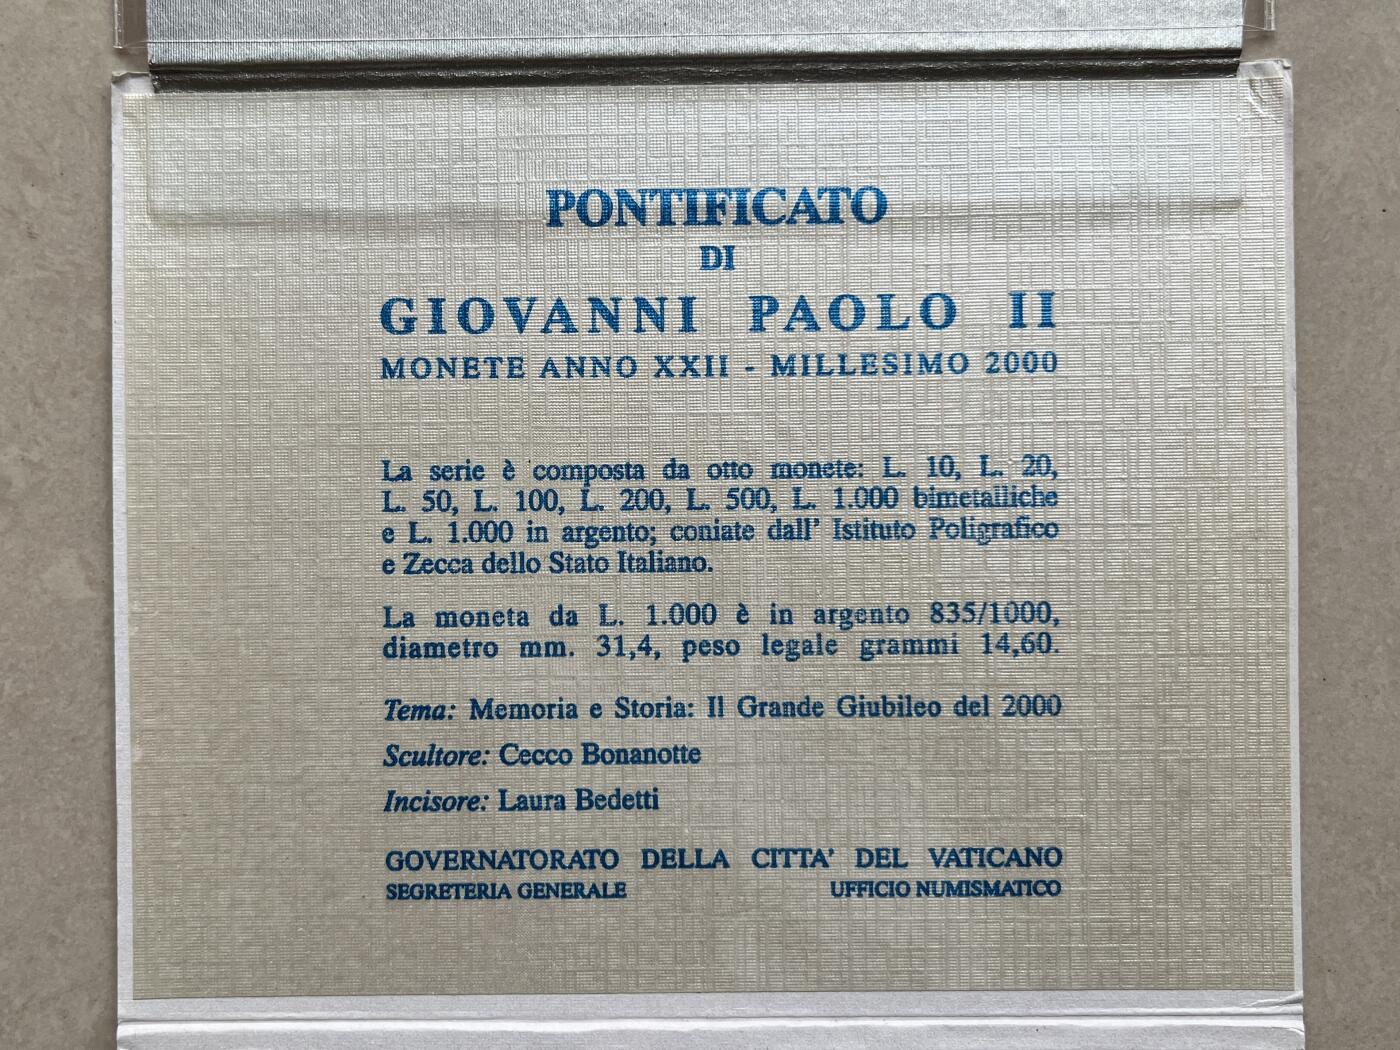 PONTIFICATO
DI
GIOVANNI PAOLO II
MONETE ANNO XXII - MILLESIMO 2000
La serie è composta da otto monete: L. 10, L. 20,
L. 50, L. 100, L. 200, L. 500, L. 1.000 bimetalliche
e L. 1.000 in argento; coniate dall' Istituto Poligrafico
e Zecca dello Stato Italiano.
La moneta da L. 1.000 è in argento 835/1000,
diametro mm. 31,4, peso legale grammi 14,60.
Tema: Memoria e Storia: Il Grande Giubileo del 2000
Scultore: Cecco Bonanotte
Incisore: Laura Bedetti
GOVERNATORATO DELLA CITTA' DEL VATICANO
SEGRETERIA GENERALE UFFICIO NUMISMATICO